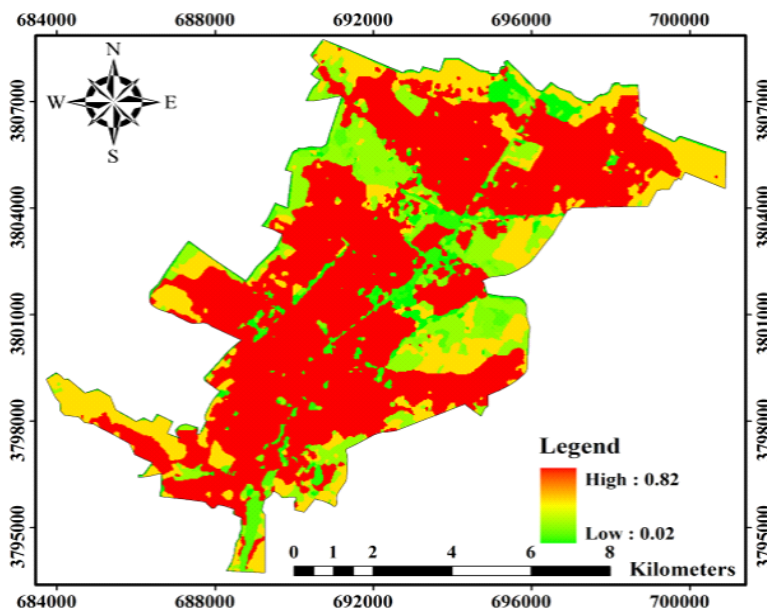 684000 688000 692000 696000 700000
N
W E
S
3807000 3807000
3804000 3804000
3801000 3801000
3798000 3798000
3795000 3795000
Legend
High : 0.82
Low : 0.02
0 1 2 4 6 8
Kilometers
684000 688000 692000 696000 700000